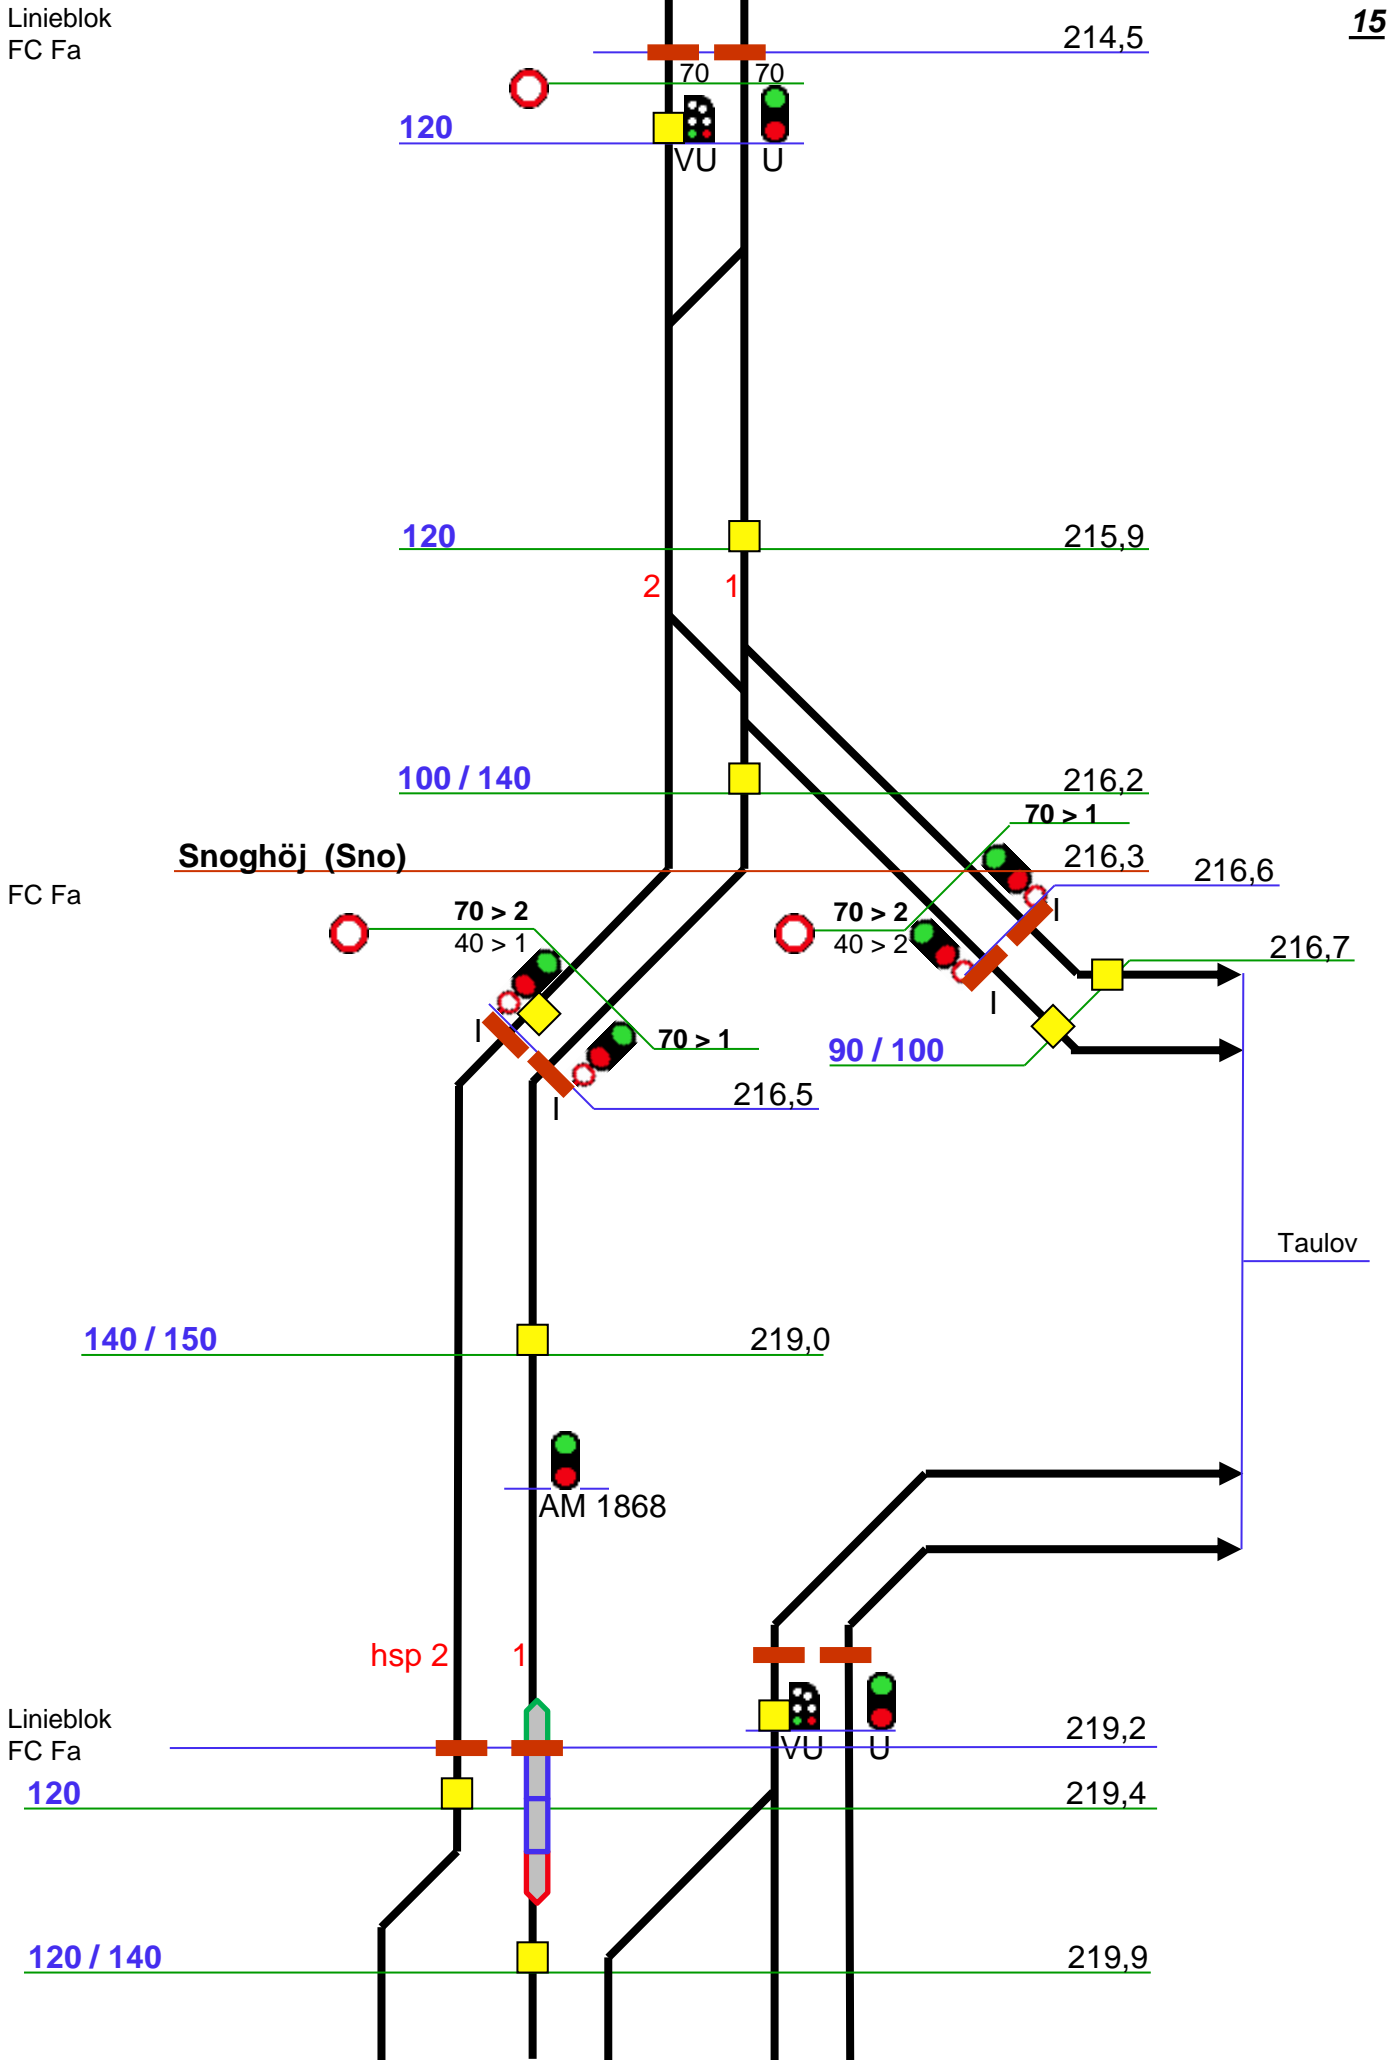 Linieblok
FC Fa
15
214,5
70 70
120
VU U
120
215,9
2 1
100 / 140
216,2
70 > 1
Snoghöj (Sno)
216,3
216,6
FC Fa
70 > 2
40 > 1
70 > 2
40 > 2
I
216,7
I
I
70 > 1
90 / 100
216,5
I
Taulov
140 / 150
219,0
AM 1868
hsp 2 1
Linieblok
FC Fa
VU U
219,2
120
219,4
120 / 140
219,9